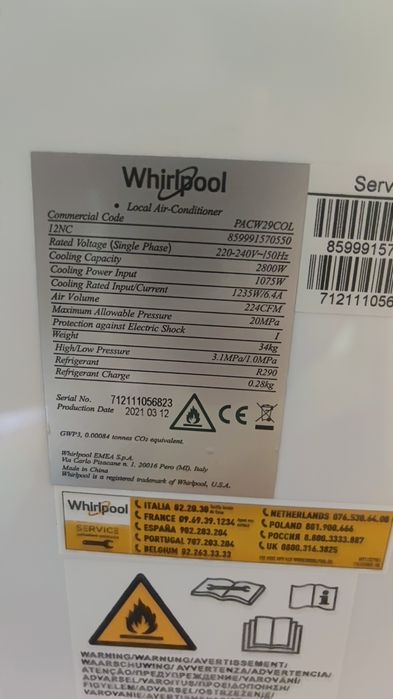 Whirlpool
• Local Air-Conditioner
Commercial Code PACW29COL
12NC 859991570550
Rated Voltage (Single Phase) 220-240V~/50Hz
Cooling Capacity 2800W
Cooling Power Input 1075W
Cooling Rated Input/Current 1235W/6.4A
Air Volume 224CFM
Maximum Allowable Pressure 20MPa
Protection against Electric Shock I
Weight 34kg
High/Low Pressure 3.1MPa/1.0MPa
Refrigerant R290
Refrigerant Charge 0.28kg
Serial No. 712111056823
Production Date 2021 03 12
CE
GWP3, 0.00084 tonnes CO₂ equivalent.
Whirlpool EMEA S.p.A.
Via Carlo Pisacane n. 1, 20016 Pero (MI), Italy
Made in China
Whirlpool is a registered trademark of Whirlpool, U.S.A.
Serv
85999157
712111056
Whirlpool
SERVICE
ITALIA 02.20.30
FRANCE 09.69.39.1234
ESPAÑA 902.203.204
PORTUGAL 707.203.204
BELGIUM 02.263.33.33
NETHERLANDS 076.530.64.00
POLAND 801.900.666
РОССИЯ 8.800.3333.887
UK 0800.316.3825
WARNING/WARNUNG/AVERTISSEMENT/
WAARSCHUWING/AVVERTENZA/ADVERTENCIA/
ATENÇÃO/ПРЕДУПРЕЖДЕНИЕ/VAROVÁNÍ/
ADVARSEL/VAROITUS/ПРОЕІДОПОІНІІН/
FIGYELEM/ADVARSEL/OSTRZEŻENIE/